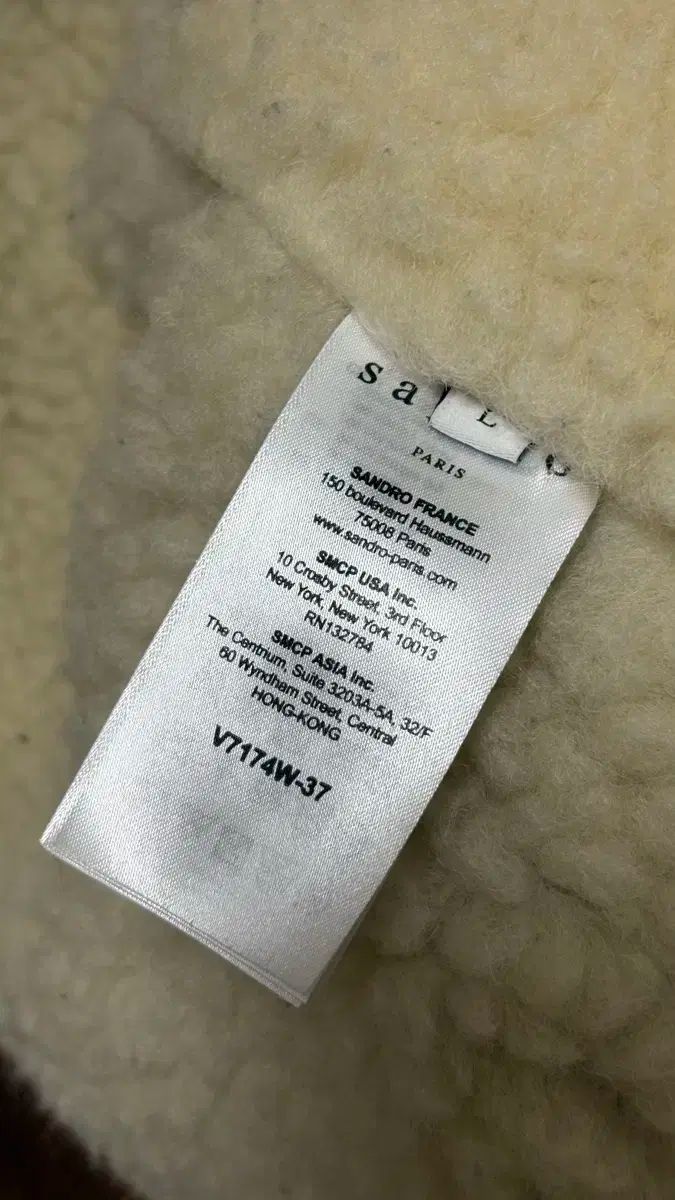 sa
L
PARIS
SANDRO FRANCE
150 boulevard Haussmann
75008 Paris
www.sandro-paris.com
SMCP USA Inc.
10 Crosby Street, 3rd Floor
New York, New York 10013
RN132784
SMCP ASIA Inc.
The Centrium, Suite 3203A-5A, 32/F
60 Wyndham Street, Central
HONG-KONG
V7174W-37